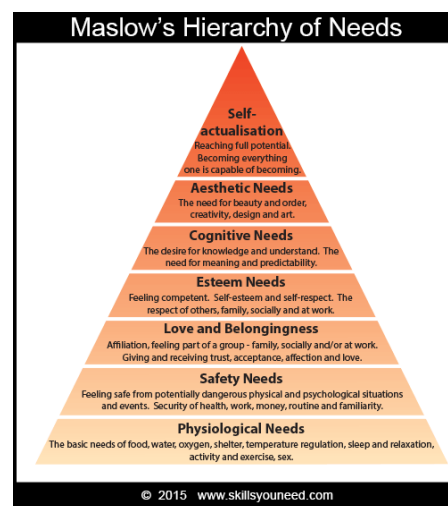 Maslow's Hierarchy of Needs
Self-
actualisation
Reaching full potential.
Becoming everything
one is capable of becoming.
Aesthetic Needs
The need for beauty and order,
creativity, design and art.
Cognitive Needs
The desire for knowledge and understand. The
need for meaning and predictability.
Esteem Needs
Feeling competent. Self-esteem and self-respect. The
respect of others, family, socially and at work.
Love and Belongingness
Affiliation, feeling part of a group - family, socially and/or at work.
Giving and receiving trust, acceptance, affection and love.
Safety Needs
Feeling safe from potentially dangerous physical and psychological situations
and events. Security of health, work, money, routine and familiarity.
Physiological Needs
The basic needs of food, water, oxygen, shelter, temperature regulation, sleep and relaxation,
activity and exercise, sex.
© 2015 www.skillsyouneed.com